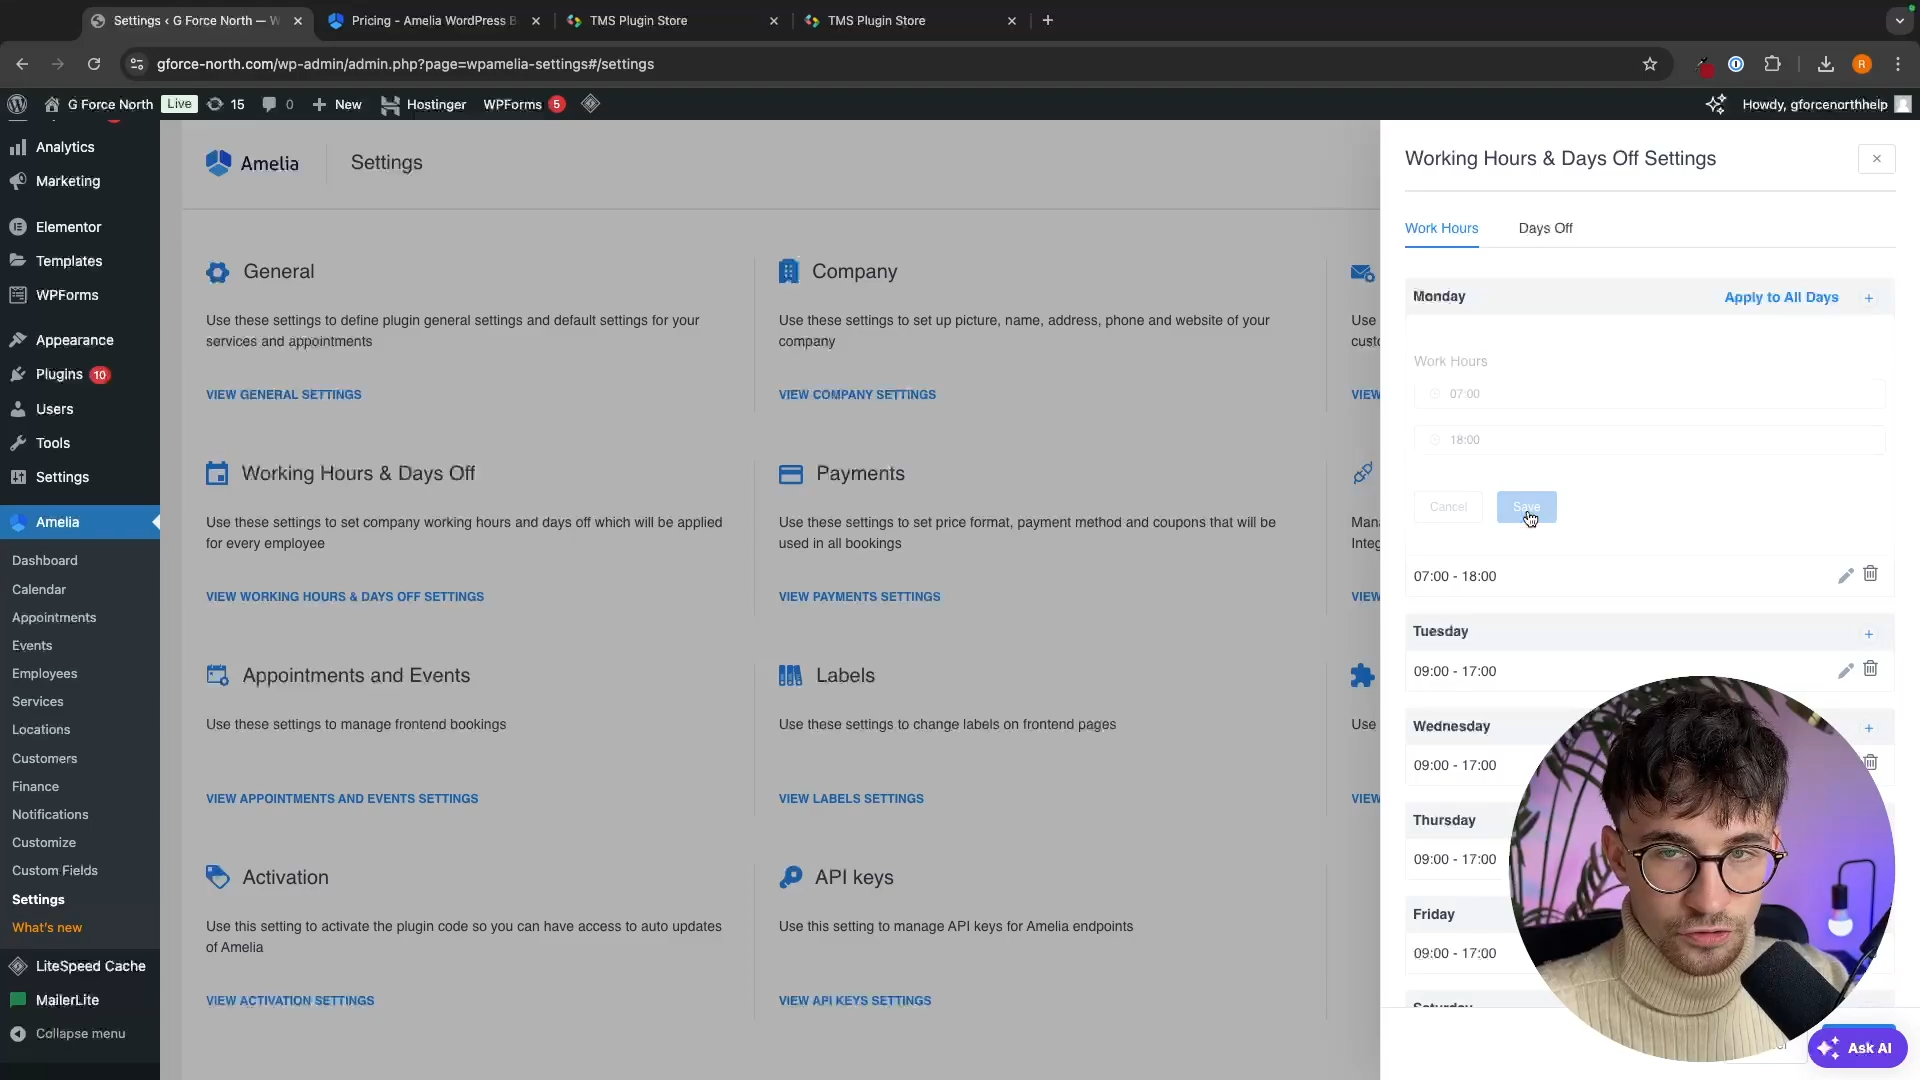 Settings ‹ G Force North — W
Pricing - Amelia WordPress B
TMS Plugin Store
TMS Plugin Store
gforce-north.com/wp-admin/admin.php?page=wpamelia-settings#/settings
R
G Force North
Live
15
0
New
Hostinger
WPForms
5
Howdy, gforcenorthhelp
Analytics
Marketing
Elementor
Templates
WPForms
Appearance
Plugins
10
Users
Tools
Settings
Amelia
Dashboard
Calendar
Appointments
Events
Employees
Services
Locations
Customers
Finance
Notifications
Customize
Custom Fields
Settings
What's new
LiteSpeed Cache
MailerLite
Collapse menu
Amelia
Settings
General
Use these settings to define plugin general settings and default settings for your
services and appointments
VIEW GENERAL SETTINGS
Company
Use these settings to set up picture, name, address, phone and website of your
company
VIEW COMPANY SETTINGS
Use
VIEW
Working Hours & Days Off
Use these settings to set company working hours and days off which will be applied
for every employee
VIEW WORKING HOURS & DAYS OFF SETTINGS
Payments
Use these settings to set price format, payment method and coupons that will be
used in all bookings
VIEW PAYMENTS SETTINGS
VIEW
Appointments and Events
Use these settings to manage frontend bookings
VIEW APPOINTMENTS AND EVENTS SETTINGS
Labels
Use these settings to change labels on frontend pages
VIEW LABELS SETTINGS
Use
VIEW
Activation
Use this setting to activate the plugin code so you can have access to auto updates
of Amelia
VIEW ACTIVATION SETTINGS
API keys
Use this setting to manage API keys for Amelia endpoints
VIEW API KEYS SETTINGS
Working Hours & Days Off Settings
Work Hours
Days Off
Monday
Apply to All Days
Work Hours
07:00
18:00
Cancel
Save
07:00 - 18:00
Tuesday
09:00 - 17:00
Wednesday
09:00 - 17:00
Thursday
09:00 - 17:00
Friday
09:00 - 17:00
Saturday
Ask AI